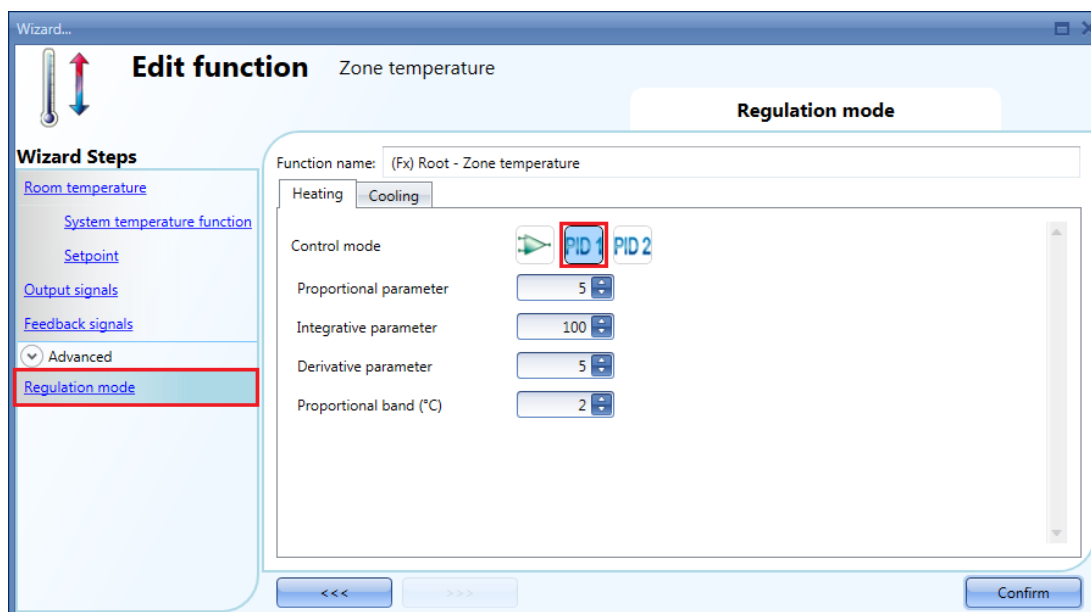 Wizard...
Edit function Zone temperature
Regulation mode
Wizard Steps
Room temperature
System temperature function
Setpoint
Output signals
Feedback signals
Advanced
Regulation mode
Function name: (Fx) Root - Zone temperature
Heating Cooling
Control mode PID 1 PID 2
Proportional parameter 5
Integrative parameter 100
Derivative parameter 5
Proportional band (°C) 2
<<< >>> Confirm